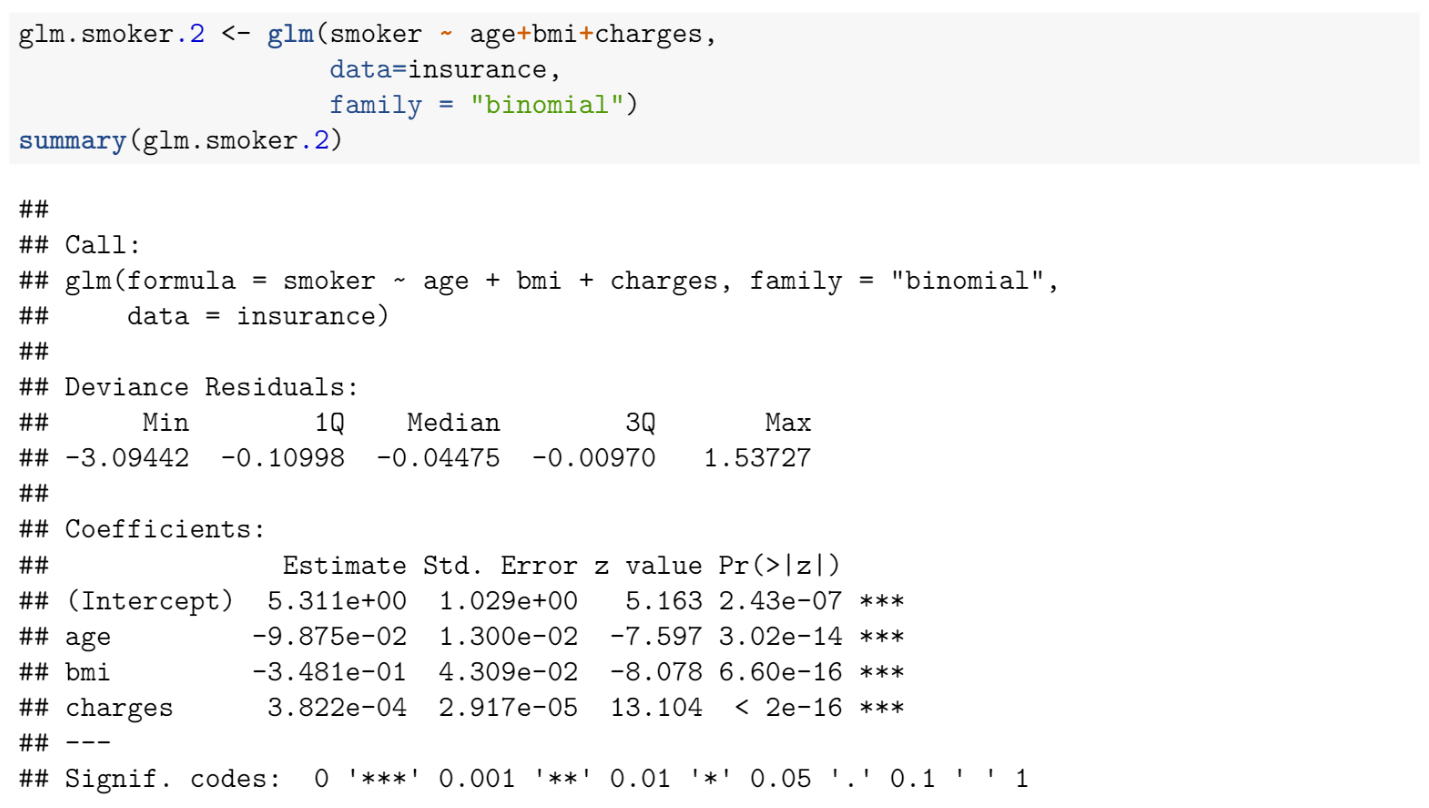 glm.smoker.2 <- glm(smoker ~ age+bmi+charges,
                    data=insurance,
                    family = "binomial")
summary(glm.smoker.2)
##
## Call:
## glm(formula = smoker ~ age + bmi + charges, family = "binomial",
##     data = insurance)
##
## Deviance Residuals:
##      Min        1Q    Median        3Q       Max
## -3.09442  -0.10998  -0.04475  -0.00970   1.53727
##
## Coefficients:
##               Estimate Std. Error z value Pr(>|z|)
## (Intercept)  5.311e+00  1.029e+00   5.163 2.43e-07 ***
## age         -9.875e-02  1.300e-02  -7.597 3.02e-14 ***
## bmi         -3.481e-01  4.309e-02  -8.078 6.60e-16 ***
## charges      3.822e-04  2.917e-05  13.104  < 2e-16 ***
## ---
## Signif. codes:  0 '***' 0.001 '**' 0.01 '*' 0.05 '.' 0.1 ' ' 1